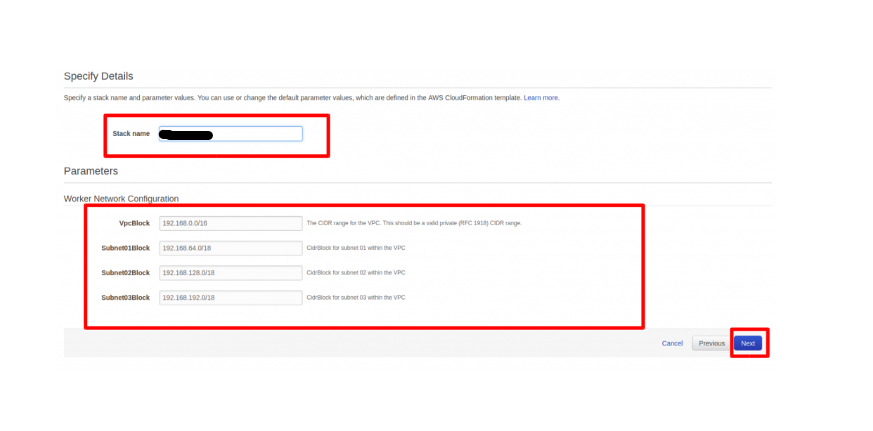 Specify Details
Specify a stack name and parameter values. You can use or change the default parameter values, which are defined in the AWS CloudFormation template. Learn more.
Stack name
Parameters
Worker Network Configuration
VpcBlock 192.168.0.0/16 The CIDR range for the VPC. This should be a valid private (RFC 1918) CIDR range.
Subnet01Block 192.168.64.0/18 CidrBlock for subnet 01 within the VPC
Subnet02Block 192.168.128.0/18 CidrBlock for subnet 02 within the VPC
Subnet03Block 192.168.192.0/18 CidrBlock for subnet 03 within the VPC
Cancel Previous Next